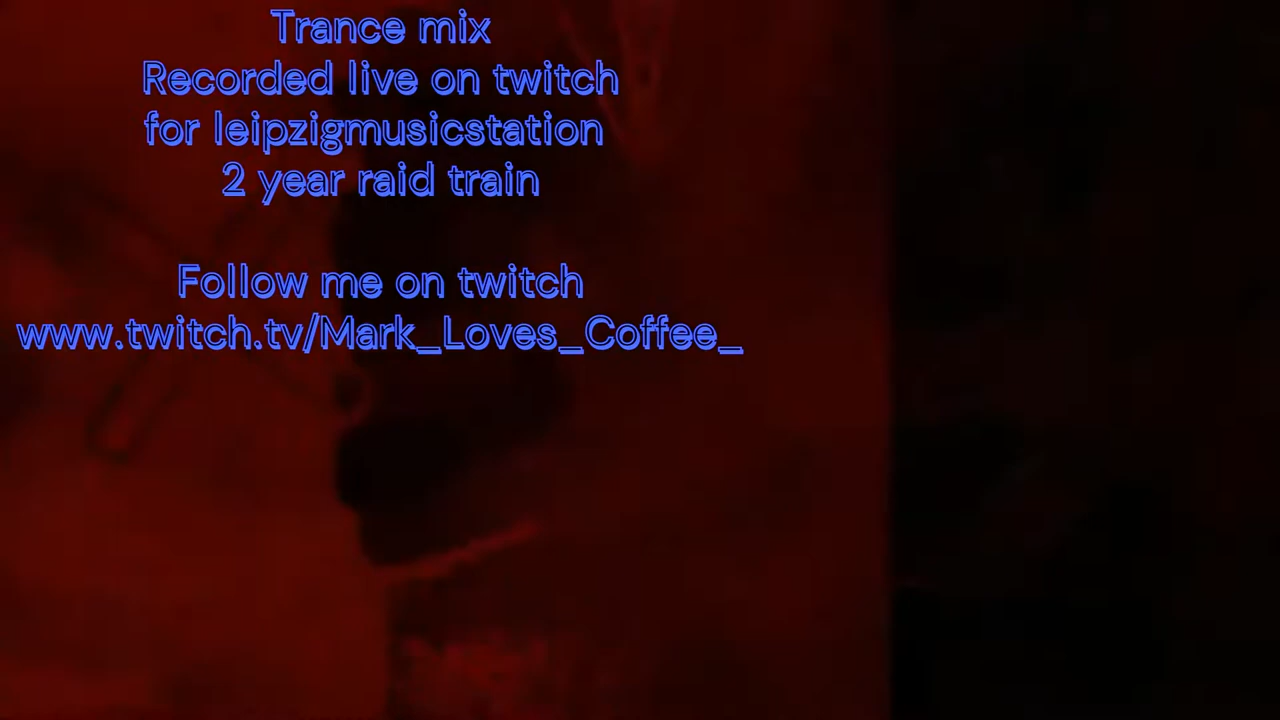 Trance mix
Recorded live on twitch
for leipzigmusicstation
2 year raid train
Follow me on twitch
www.twitch.tv/Mark_Loves_Coffee_